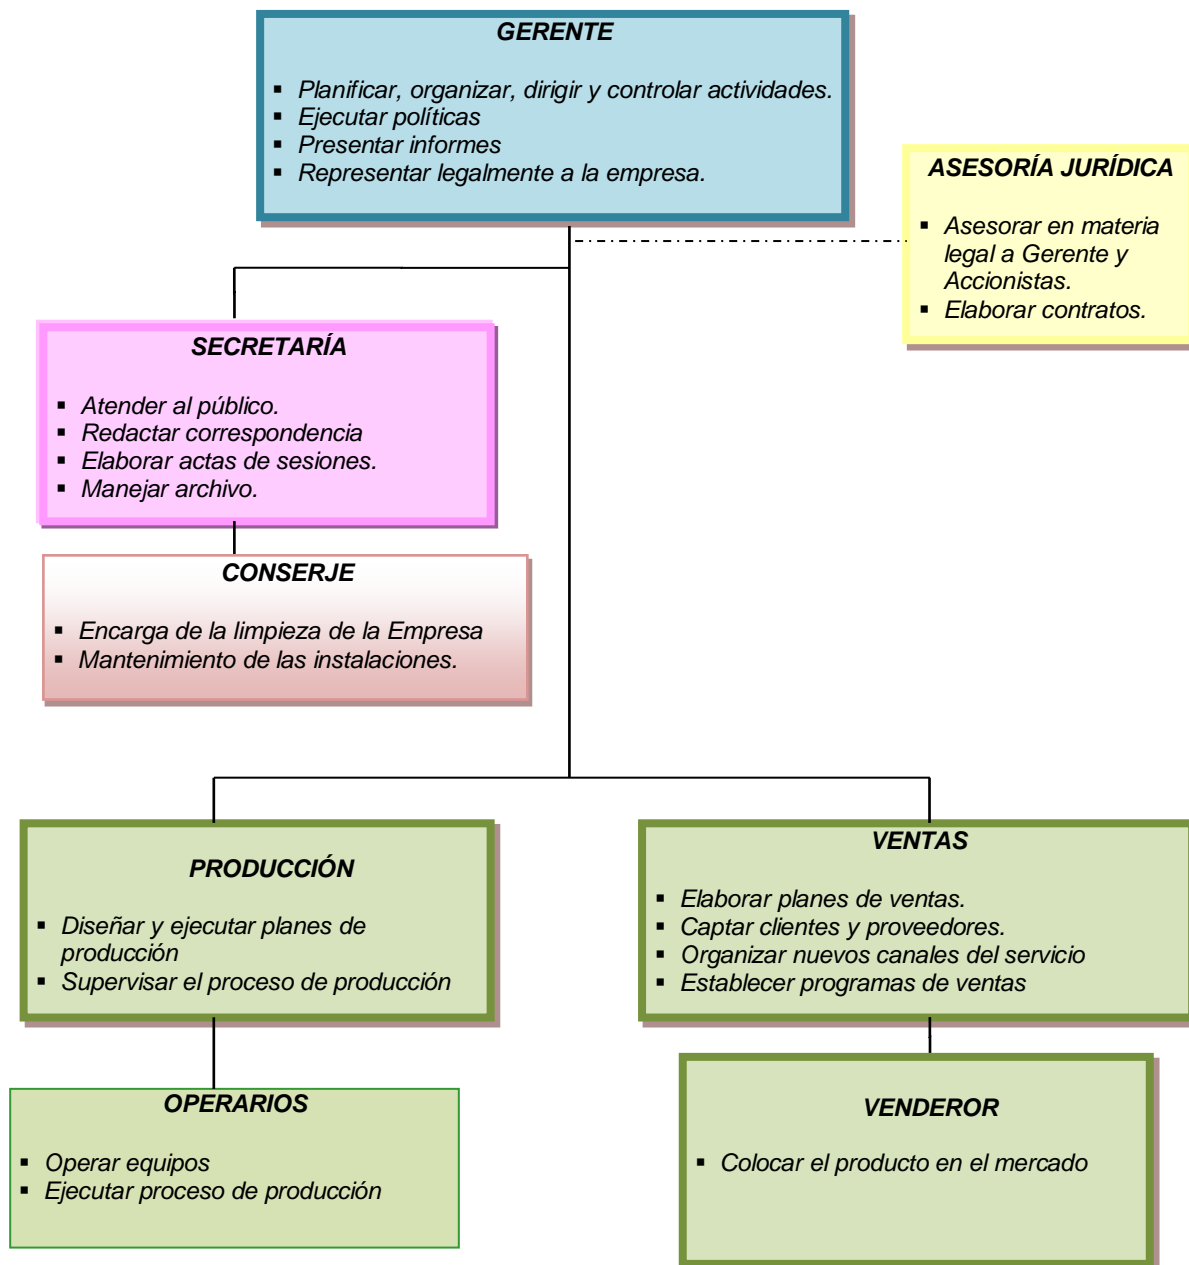 GERENTE
▪ Planificar, organizar, dirigir y controlar actividades.
▪ Ejecutar políticas
▪ Presentar informes
▪ Representar legalmente a la empresa.
ASESORÍA JURÍDICA
▪ Asesorar en materia
legal a Gerente y
Accionistas.
▪ Elaborar contratos.
SECRETARÍA
▪ Atender al público.
▪ Redactar correspondencia
▪ Elaborar actas de sesiones.
▪ Manejar archivo.
CONSERJE
▪ Encarga de la limpieza de la Empresa
▪ Mantenimiento de las instalaciones.
PRODUCCIÓN
▪ Diseñar y ejecutar planes de
producción
▪ Supervisar el proceso de producción
VENTAS
▪ Elaborar planes de ventas.
▪ Captar clientes y proveedores.
▪ Organizar nuevos canales del servicio
▪ Establecer programas de ventas
OPERARIOS
▪ Operar equipos
▪ Ejecutar proceso de producción
VENDEROR
▪ Colocar el producto en el mercado